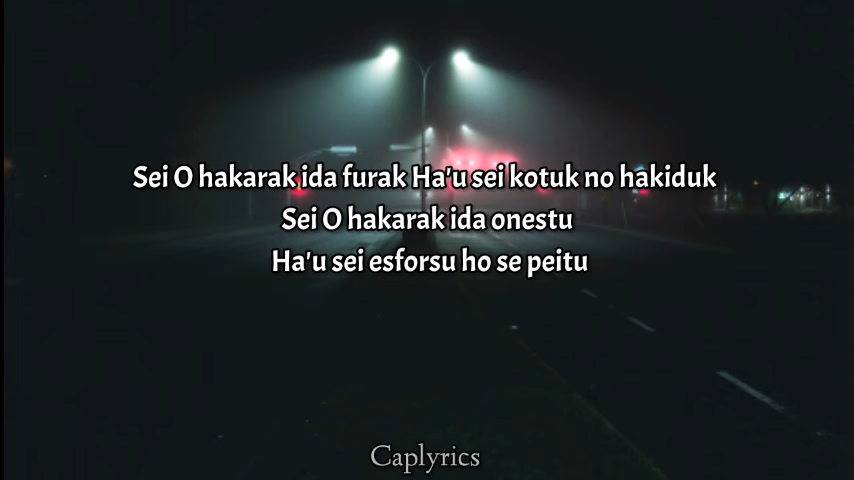 Sei O hakarak ida furak Ha'u sei kotuk no hakiduk
Sei O hakarak ida onestu
Ha'u sei esforsu ho se peitu
Caplyrics